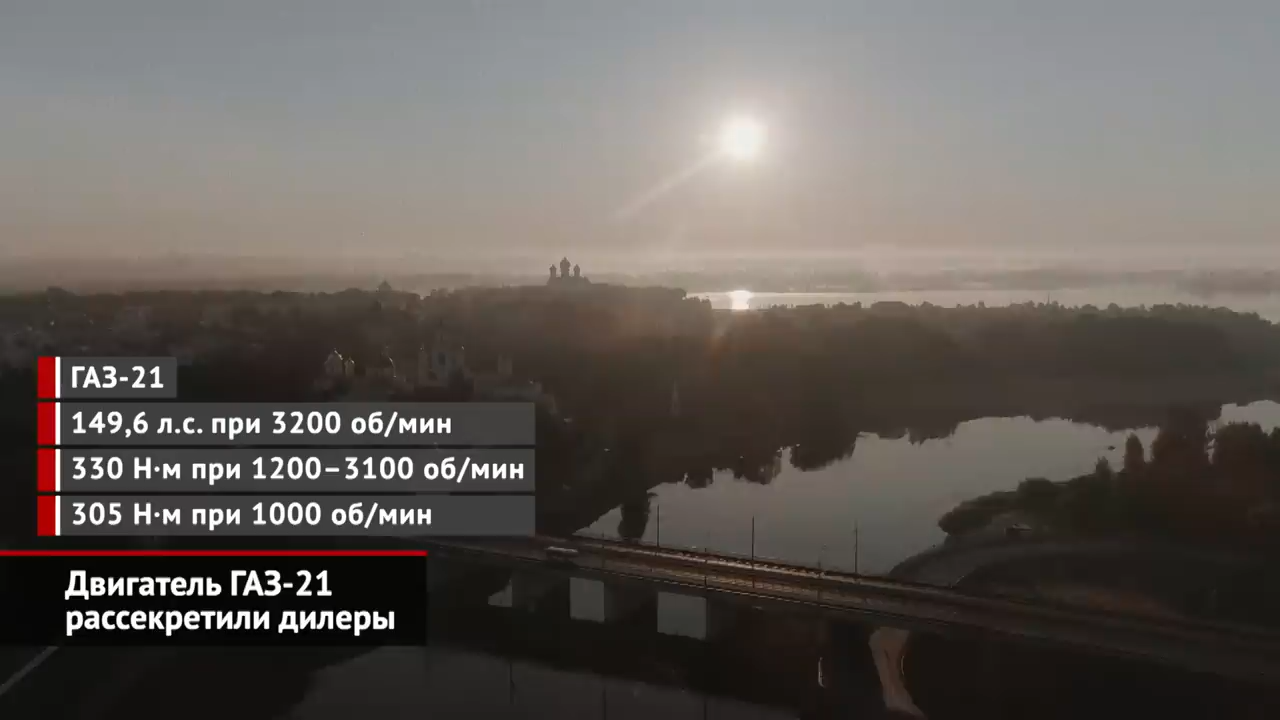 ГАЗ-21
149,6 л.с. при 3200 об/мин
330 Н·м при 1200–3100 об/мин
305 Н·м при 1000 об/мин
Двигатель ГАЗ-21
рассекретили дилеры